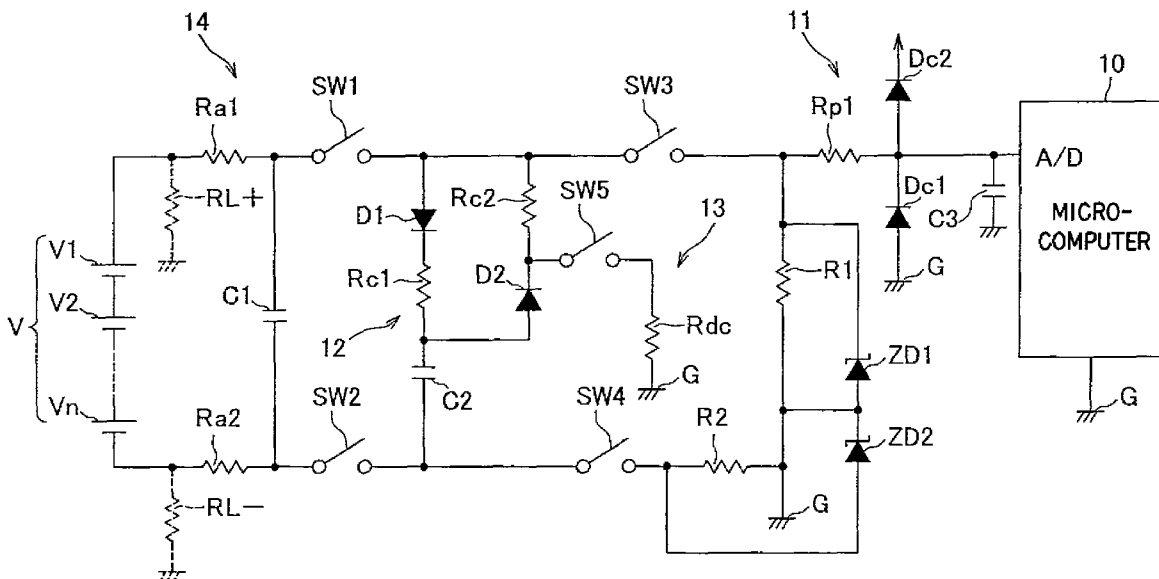 14
11
Dc2
10
SW1
SW3
Ra1
Rp1
A/D
RL+
D1
Rc2
SW5
Dc1
C3
MICRO-
COMPUTER
V1
13
R1
G
V
V2
C1
Rc1
D2
12
Rdc
ZD1
Vn
C2
G
Ra2
SW2
SW4
R2
ZD2
G
RL−
G